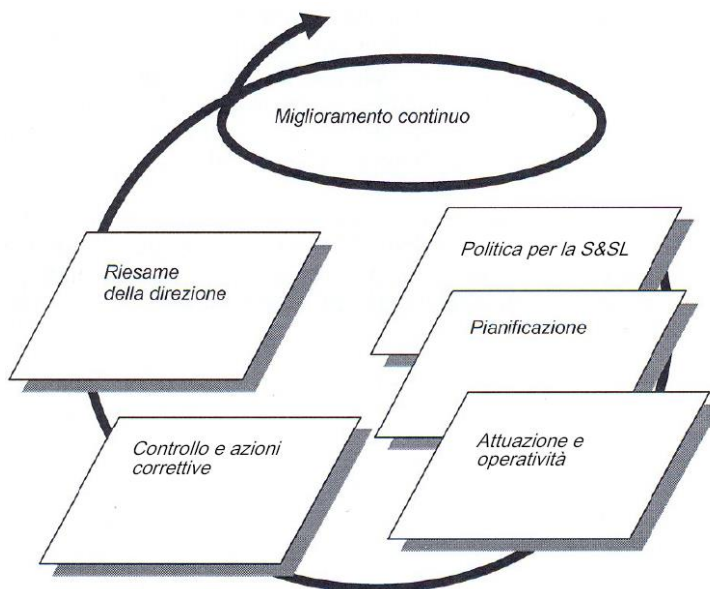 Miglioramento continuo
Politica per la S&SL
Riesame
della direzione
Pianificazione
Controllo e azioni
correttive
Attuazione e
operatività